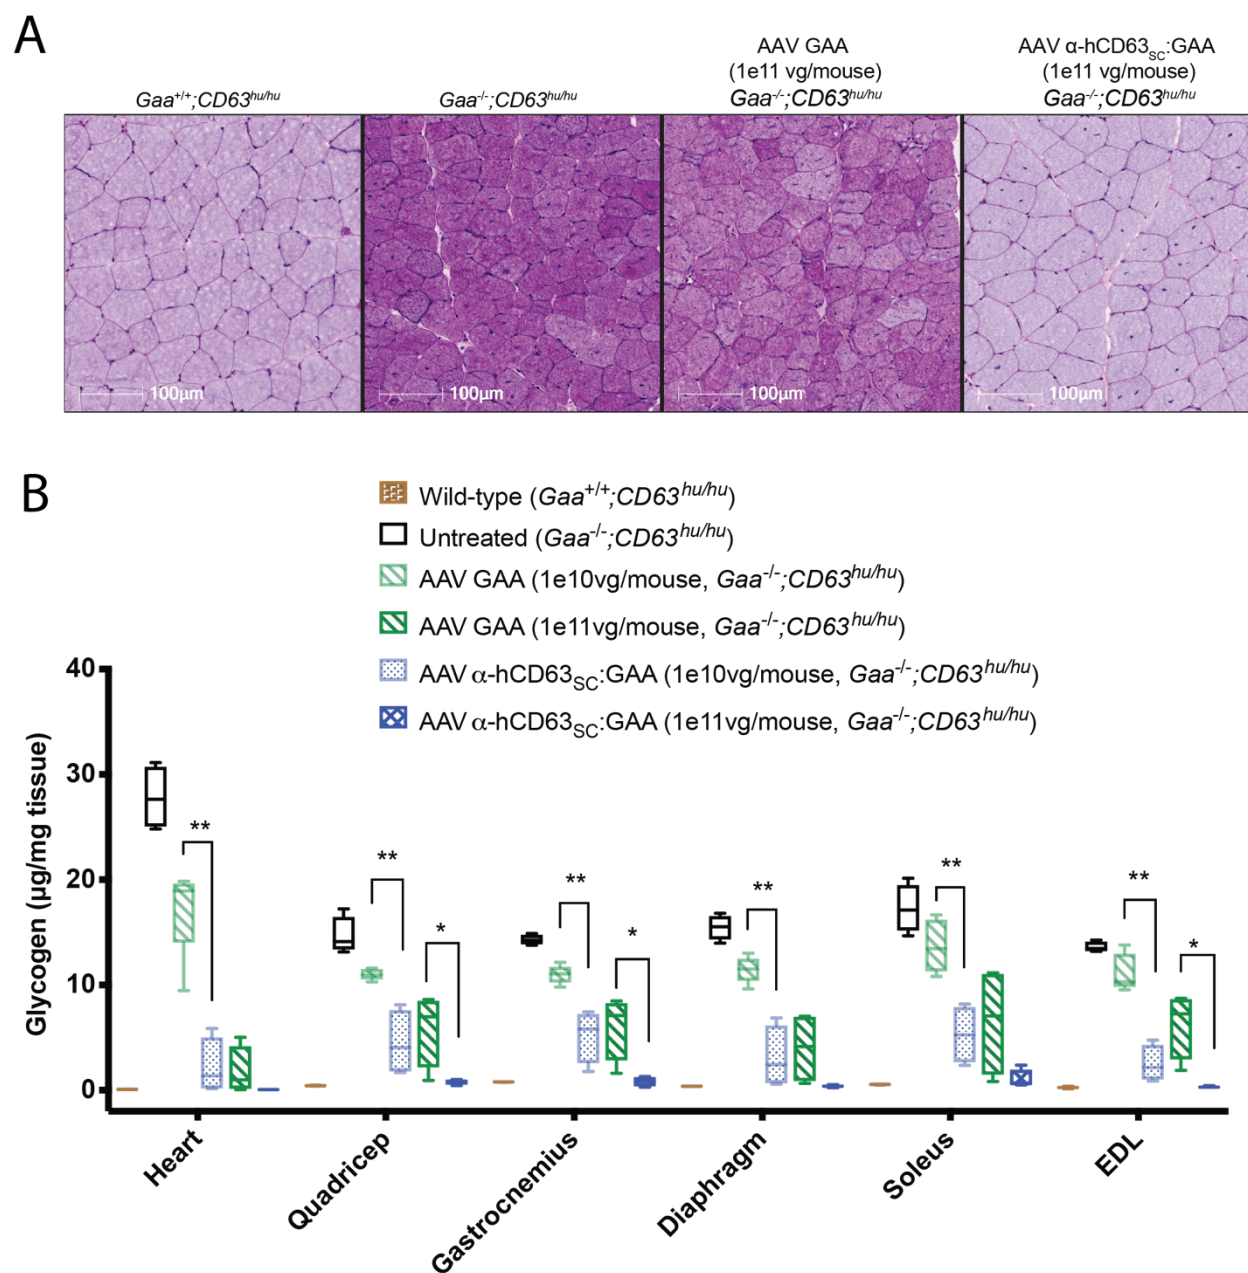 A
Gaa+/+;CD63hu/hu
Gaa-/-;CD63hu/hu
AAV GAA
(1e11 vg/mouse)
Gaa-/-;CD63hu/hu
AAV α-hCD63SC:GAA
(1e11 vg/mouse)
Gaa-/-;CD63hu/hu
100µm
100µm
100µm
100µm
B
Wild-type (Gaa+/+;CD63hu/hu)
Untreated (Gaa-/-;CD63hu/hu)
AAV GAA (1e10vg/mouse, Gaa-/-;CD63hu/hu)
AAV GAA (1e11vg/mouse, Gaa-/-;CD63hu/hu)
AAV α-hCD63SC:GAA (1e10vg/mouse, Gaa-/-;CD63hu/hu)
AAV α-hCD63SC:GAA (1e11vg/mouse, Gaa-/-;CD63hu/hu)
Glycogen (µg/mg tissue)
40
30
20
10
0
**
**
*
**
*
**
**
**
*
Heart
Quadricep
Gastrocnemius
Diaphragm
Soleus
EDL